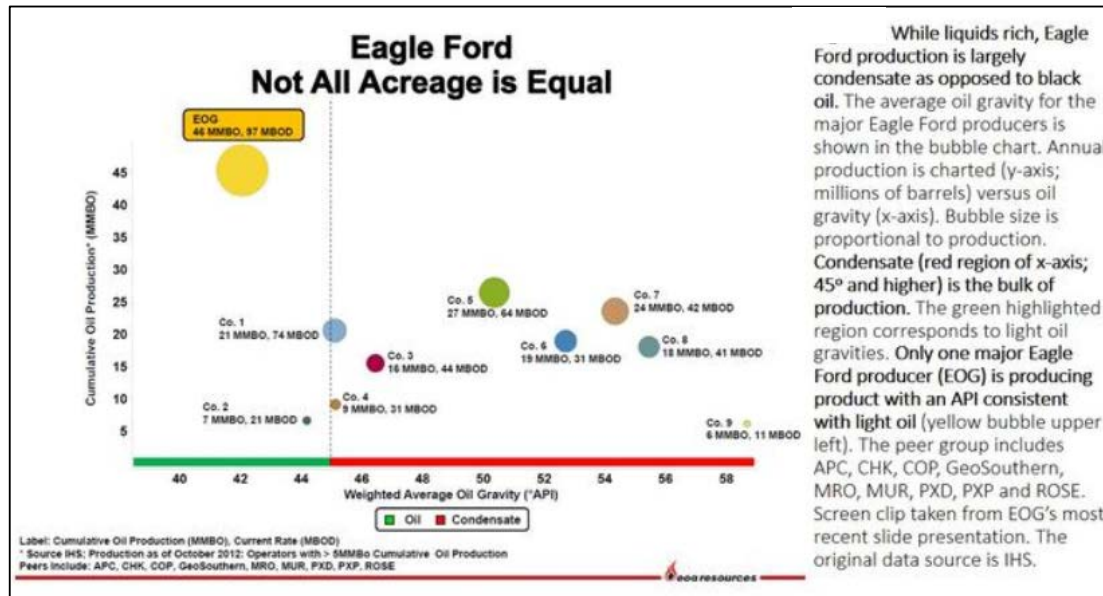 Eagle Ford
Not All Acreage is Equal
EOG
46 MMBO, 97 MBOD
Cumulative Oil Production* (MMBO)
45
40
35
30
25
20
15
10
5
Co. 1
21 MMBO, 74 MBOD
Co. 2
7 MMBO, 21 MBOD
Co. 3
16 MMBO, 44 MBOD
Co. 4
9 MMBO, 31 MBOD
Co. 5
27 MMBO, 64 MBOD
Co. 6
19 MMBO, 31 MBOD
Co. 7
24 MMBO, 42 MBOD
Co. 8
18 MMBO, 41 MBOD
Co. 9
6 MMBO, 11 MBOD
40 42 44 46 48 50 52 54 56 58
Weighted Average Oil Gravity (°API)
Oil Condensate
Label: Cumulative Oil Production (MMBO), Current Rate (MBOD)
* Source IHS; Production as of October 2012: Operators with > 5MMBo Cumulative Oil Production
Peers Include: APC, CHK, COP, GeoSouthern, MRO, MUR, PXD, PXP, ROSE
eog resources
While liquids rich, Eagle
Ford production is largely
condensate as opposed to black
oil. The average oil gravity for the
major Eagle Ford producers is
shown in the bubble chart. Annual
production is charted (y-axis;
millions of barrels) versus oil
gravity (x-axis). Bubble size is
proportional to production.
Condensate (red region of x-axis;
45º and higher) is the bulk of
production. The green highlighted
region corresponds to light oil
gravities. Only one major Eagle
Ford producer (EOG) is producing
product with an API consistent
with light oil (yellow bubble upper
left). The peer group includes
APC, CHK, COP, GeoSouthern,
MRO, MUR, PXD, PXP and ROSE.
Screen clip taken from EOG's most
recent slide presentation. The
original data source is IHS.